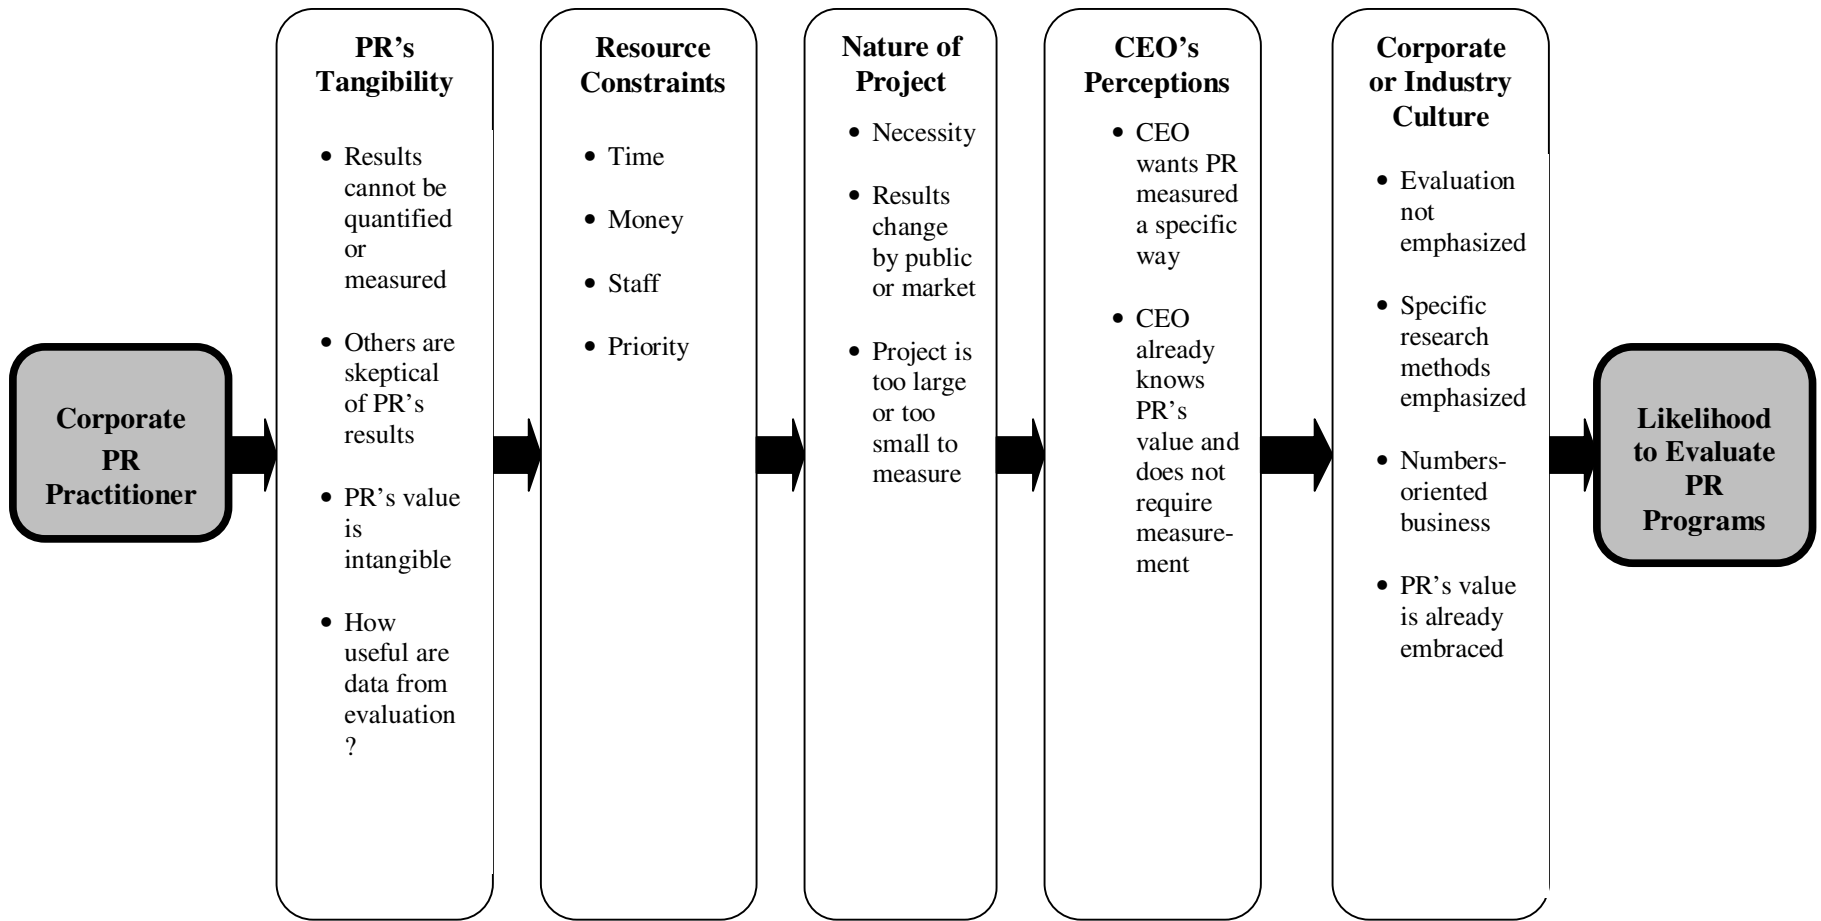 Corporate
PR
Practitioner
PR’s
Tangibility
• Results
cannot be
quantified
or
measured
• Others are
skeptical
of PR’s
results
• PR’s value
is
intangible
• How
useful are
data from
evaluation
?
Resource
Constraints
• Time
• Money
• Staff
• Priority
Nature of
Project
• Necessity
• Results
change
by public
or market
• Project is
too large
or too
small to
measure
CEO’s
Perceptions
• CEO
wants PR
measured
a specific
way
• CEO
already
knows
PR’s
value and
does not
require
measure-
ment
Corporate
or Industry
Culture
• Evaluation
not
emphasized
• Specific
research
methods
emphasized
• Numbers-
oriented
business
• PR’s value
is already
embraced
Likelihood
to Evaluate
PR
Programs